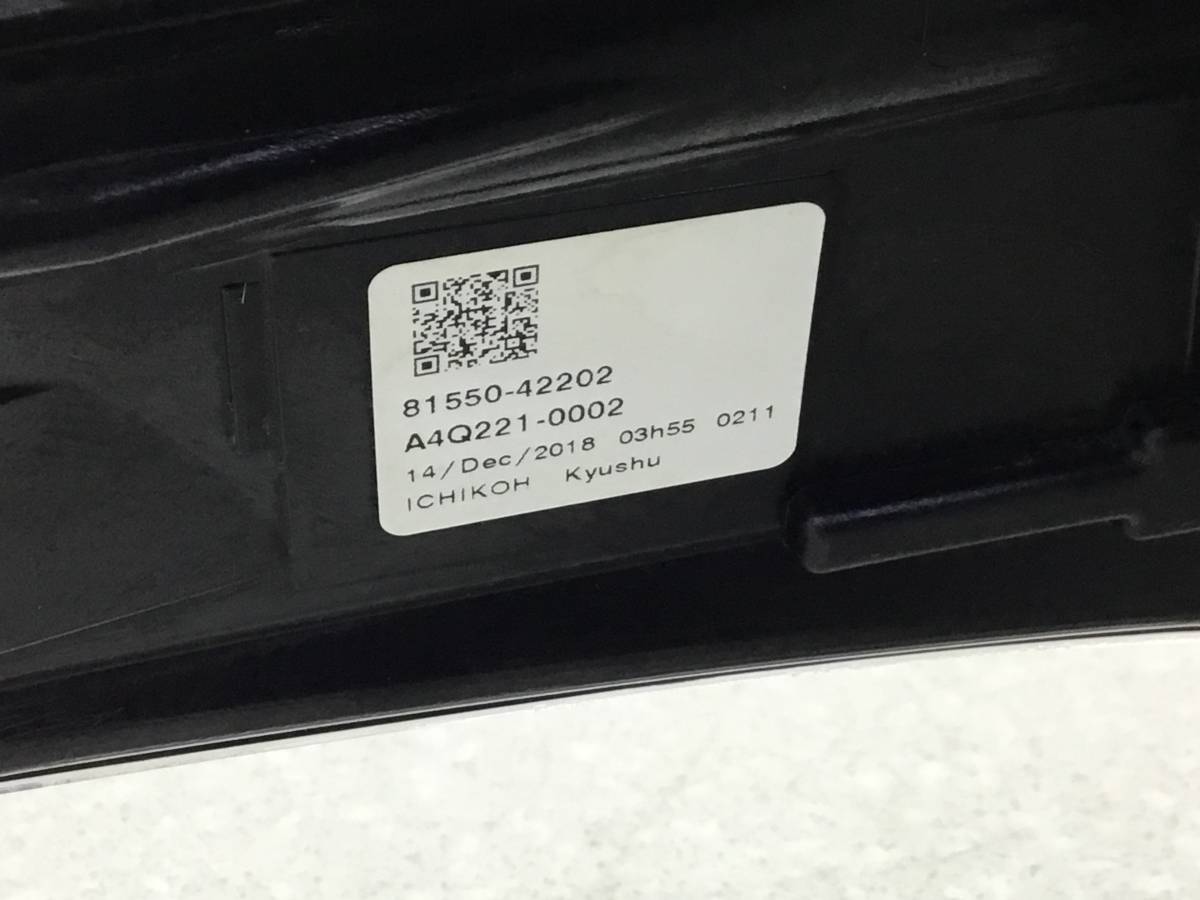 81550-42202
A4Q221-0002
14/Dec/2018 03h55 0211
ICHIKOH Kyushu